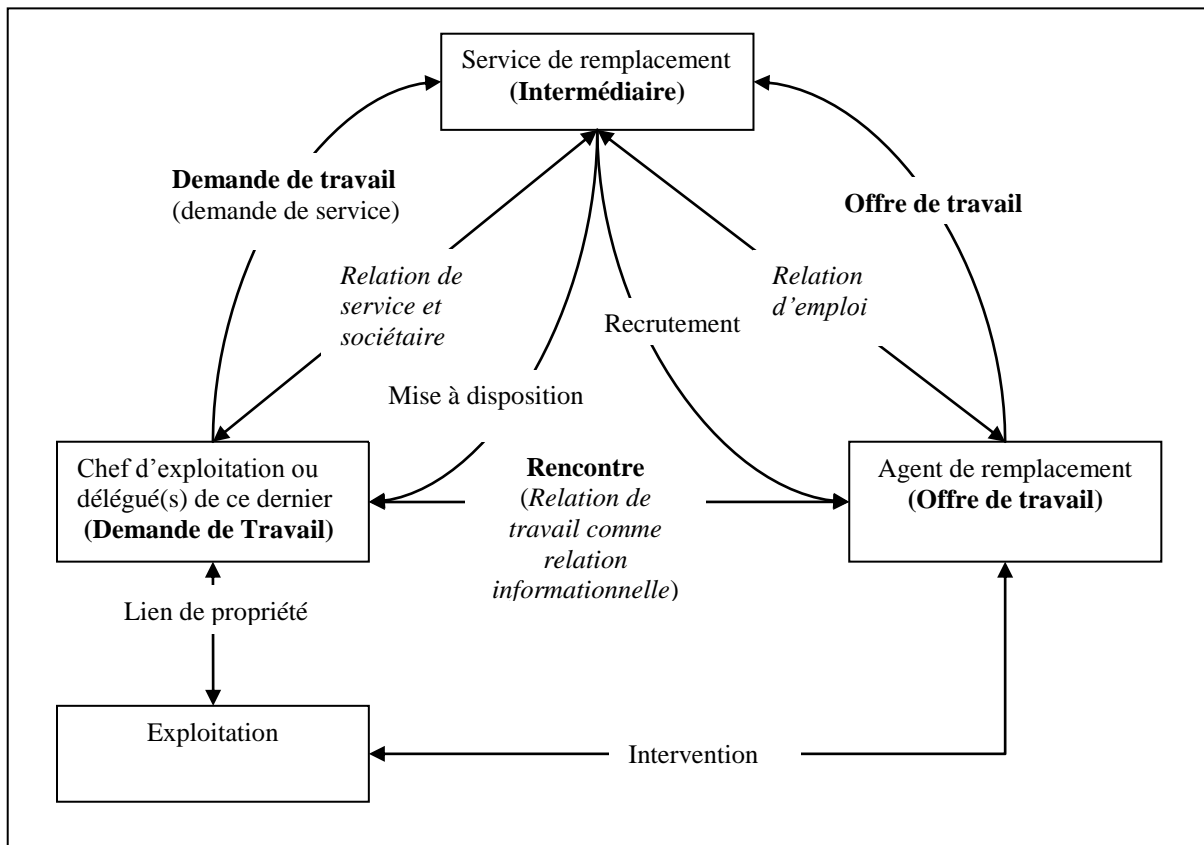 Service de remplacement
(Intermédiaire)
Demande de travail
(demande de service)
Offre de travail
Relation de
service et
sociétaire
Relation
d’emploi
Recrutement
Mise à disposition
Chef d’exploitation ou
délégué(s) de ce dernier
(Demande de Travail)
Rencontre
(Relation de
travail comme
relation
informationnelle)
Agent de remplacement
(Offre de travail)
Lien de propriété
Exploitation
Intervention